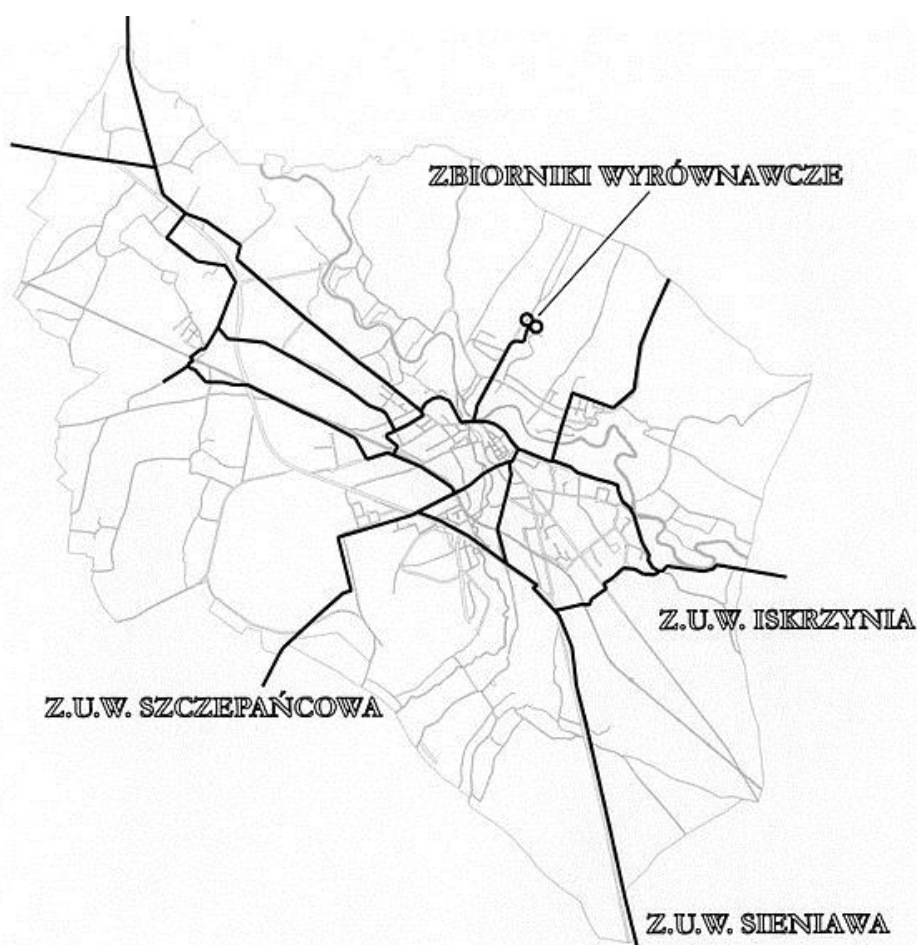 ZBIORNIKI WYRÓWNAWCZE
Z.U.W. ISKRZYNIA
Z.U.W. SZCZEPAŃCOWA
Z.U.W. SIENIAWA